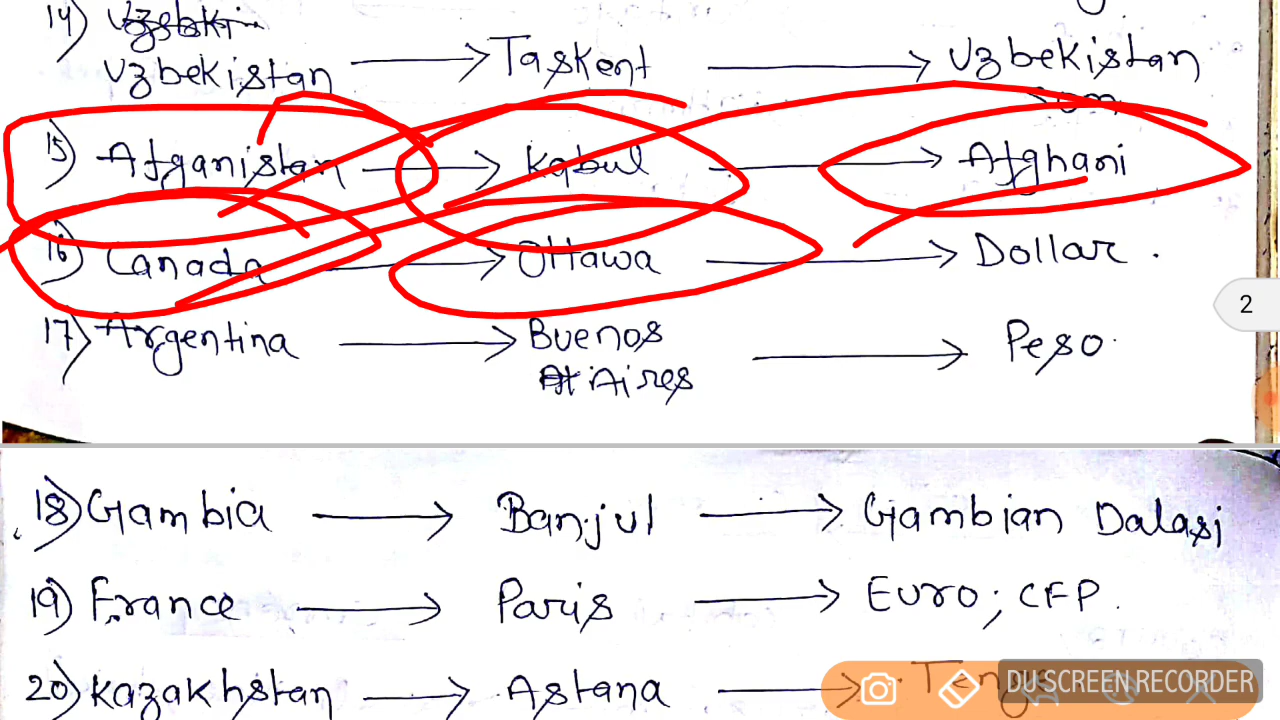 14) Uzbeki
Uzbekistan → Taskent → Uzbekistan
Som
15) Afganistan → Kabul → Afghani
16) Canada → Ottawa → Dollar .
17) Argentina → Buenos → Peso.
Aires
2
18) Gambia → Banjul → Gambian Dalasi
19) France → Paris → Euro; CFP.
20) Kazakhstan → Astana →
DU SCREEN RECORDER